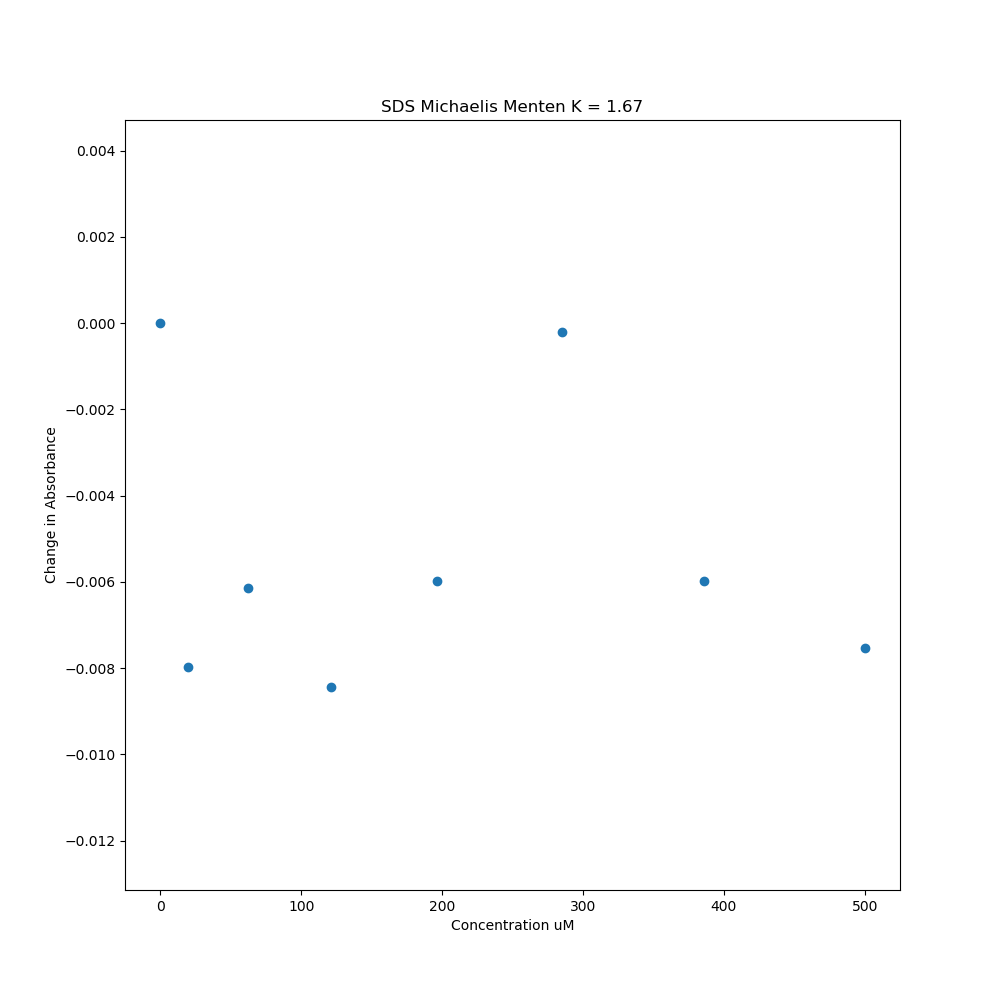 SDS Michaelis Menten K = 1.67
0.004
0.002
0.000
−0.002
−0.004
−0.006
−0.008
−0.010
−0.012
Change in Absorbance
0 100 200 300 400 500
Concentration uM